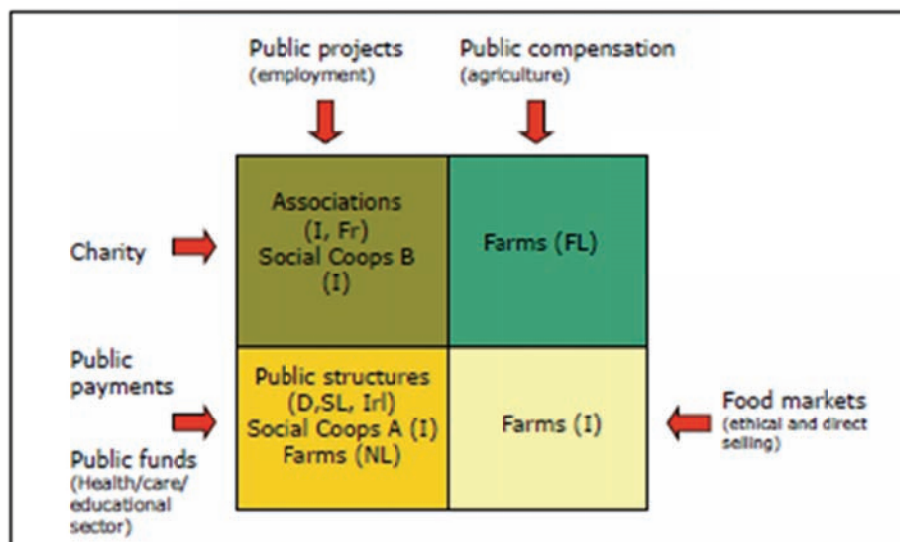 Public projects
(employment)
Public compensation
(agriculture)
Charity
Associations
(I, Fr)
Social Coops B
(I)
Farms (FL)
Public
payments
Public funds
(Health/care/
educational
sector)
Public structures
(D,SL, Irl)
Social Coops A (I)
Farms (NL)
Farms (I)
Food markets
(ethical and direct
selling)